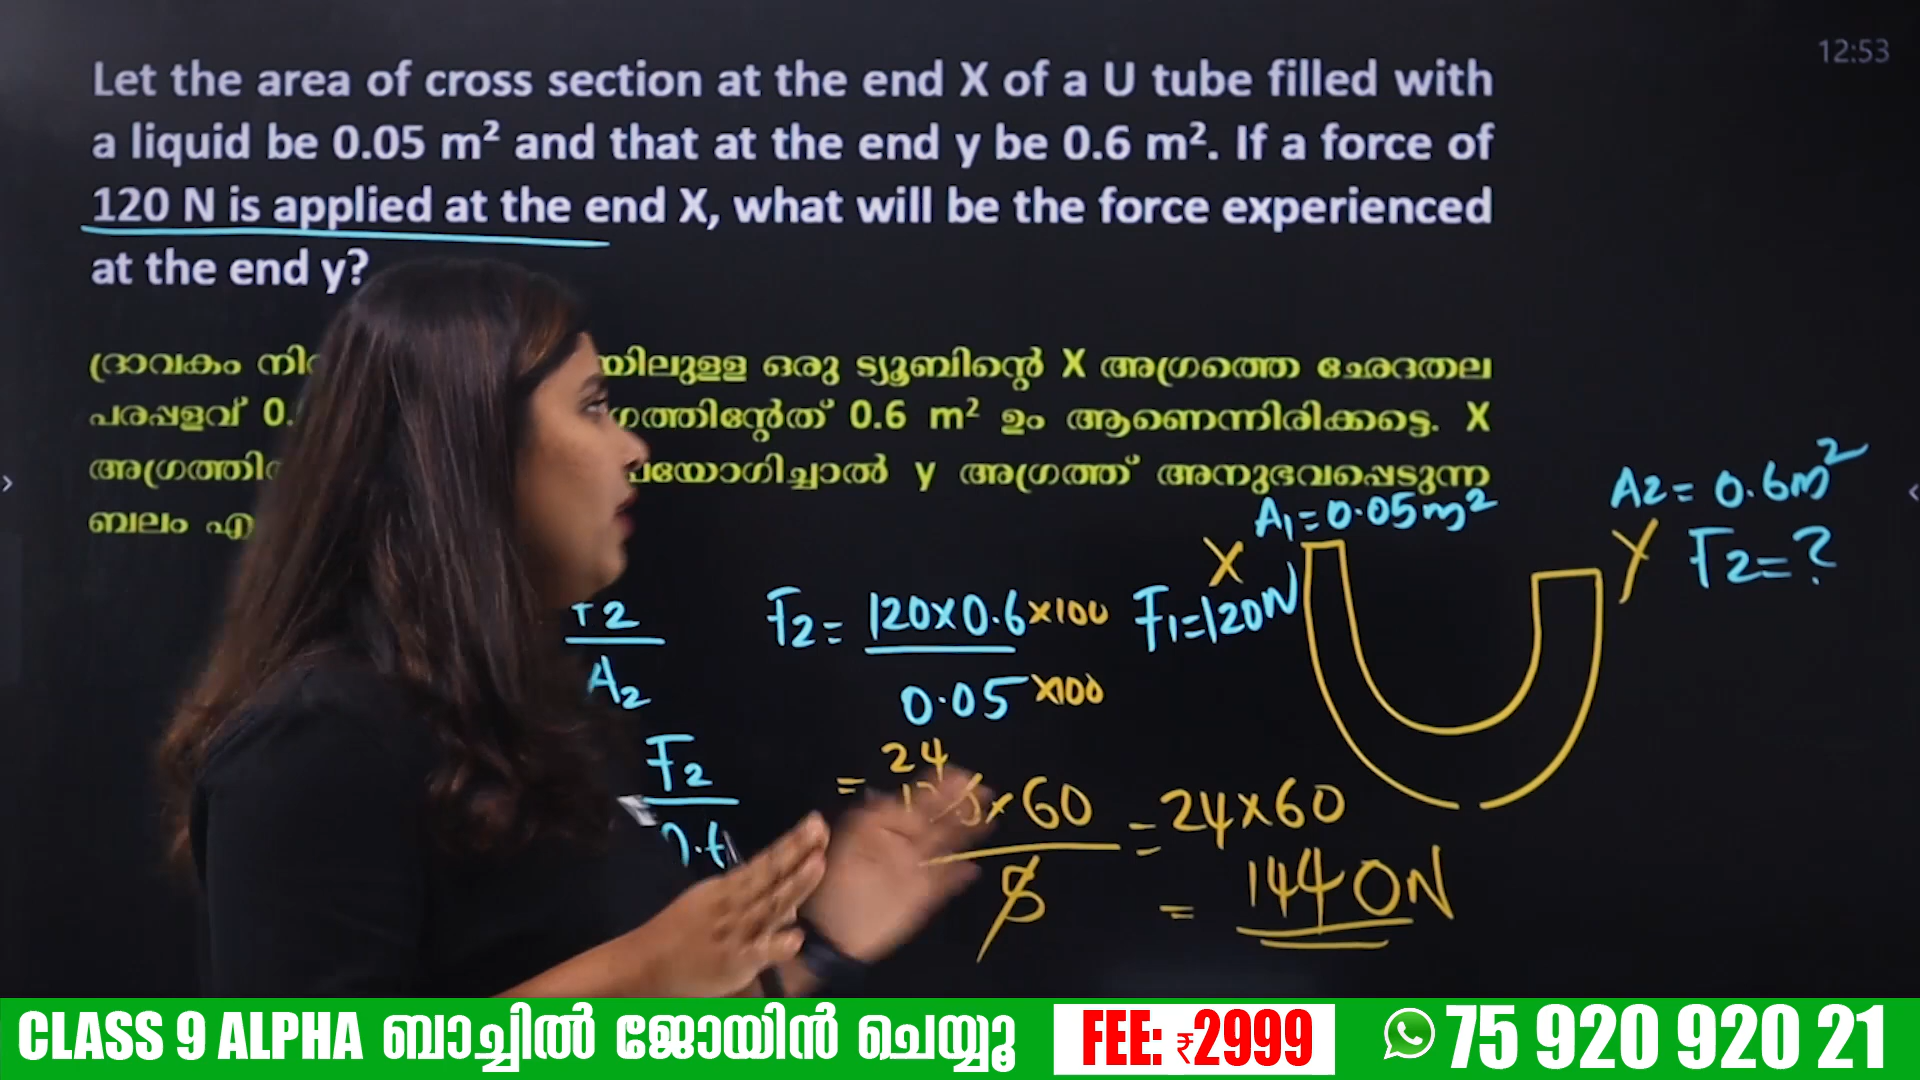 12:53
Let the area of cross section at the end X of a U tube filled with
a liquid be 0.05 m² and that at the end y be 0.6 m². If a force of
120 N is applied at the end X, what will be the force experienced
at the end y?
ദ്രാവകം യിലുള്ള ഒരു ട്യൂബിന്റെ X അഗ്രത്തെ ഛേദതല
പരപ്പളവ് 0.6 m² ഉം ആണെന്നിരിക്കട്ടെ. X
പയോഗിച്ചാൽ y അഗ്രത്ത് അനുഭവപ്പെടുന്ന
ബലം
A1=0.05m²
A2=0.6m²
X
Y
F1=120N
F2=?
F2
A2
F2
F2=120×0.6×100
0.05×100
24
=120×60
5
=24×60
=1440N
CLASS 9 ALPHA ബാച്ചിൽ ജോയിൻ ചെയ്യൂ
FEE: ₹2999
75 920 920 21